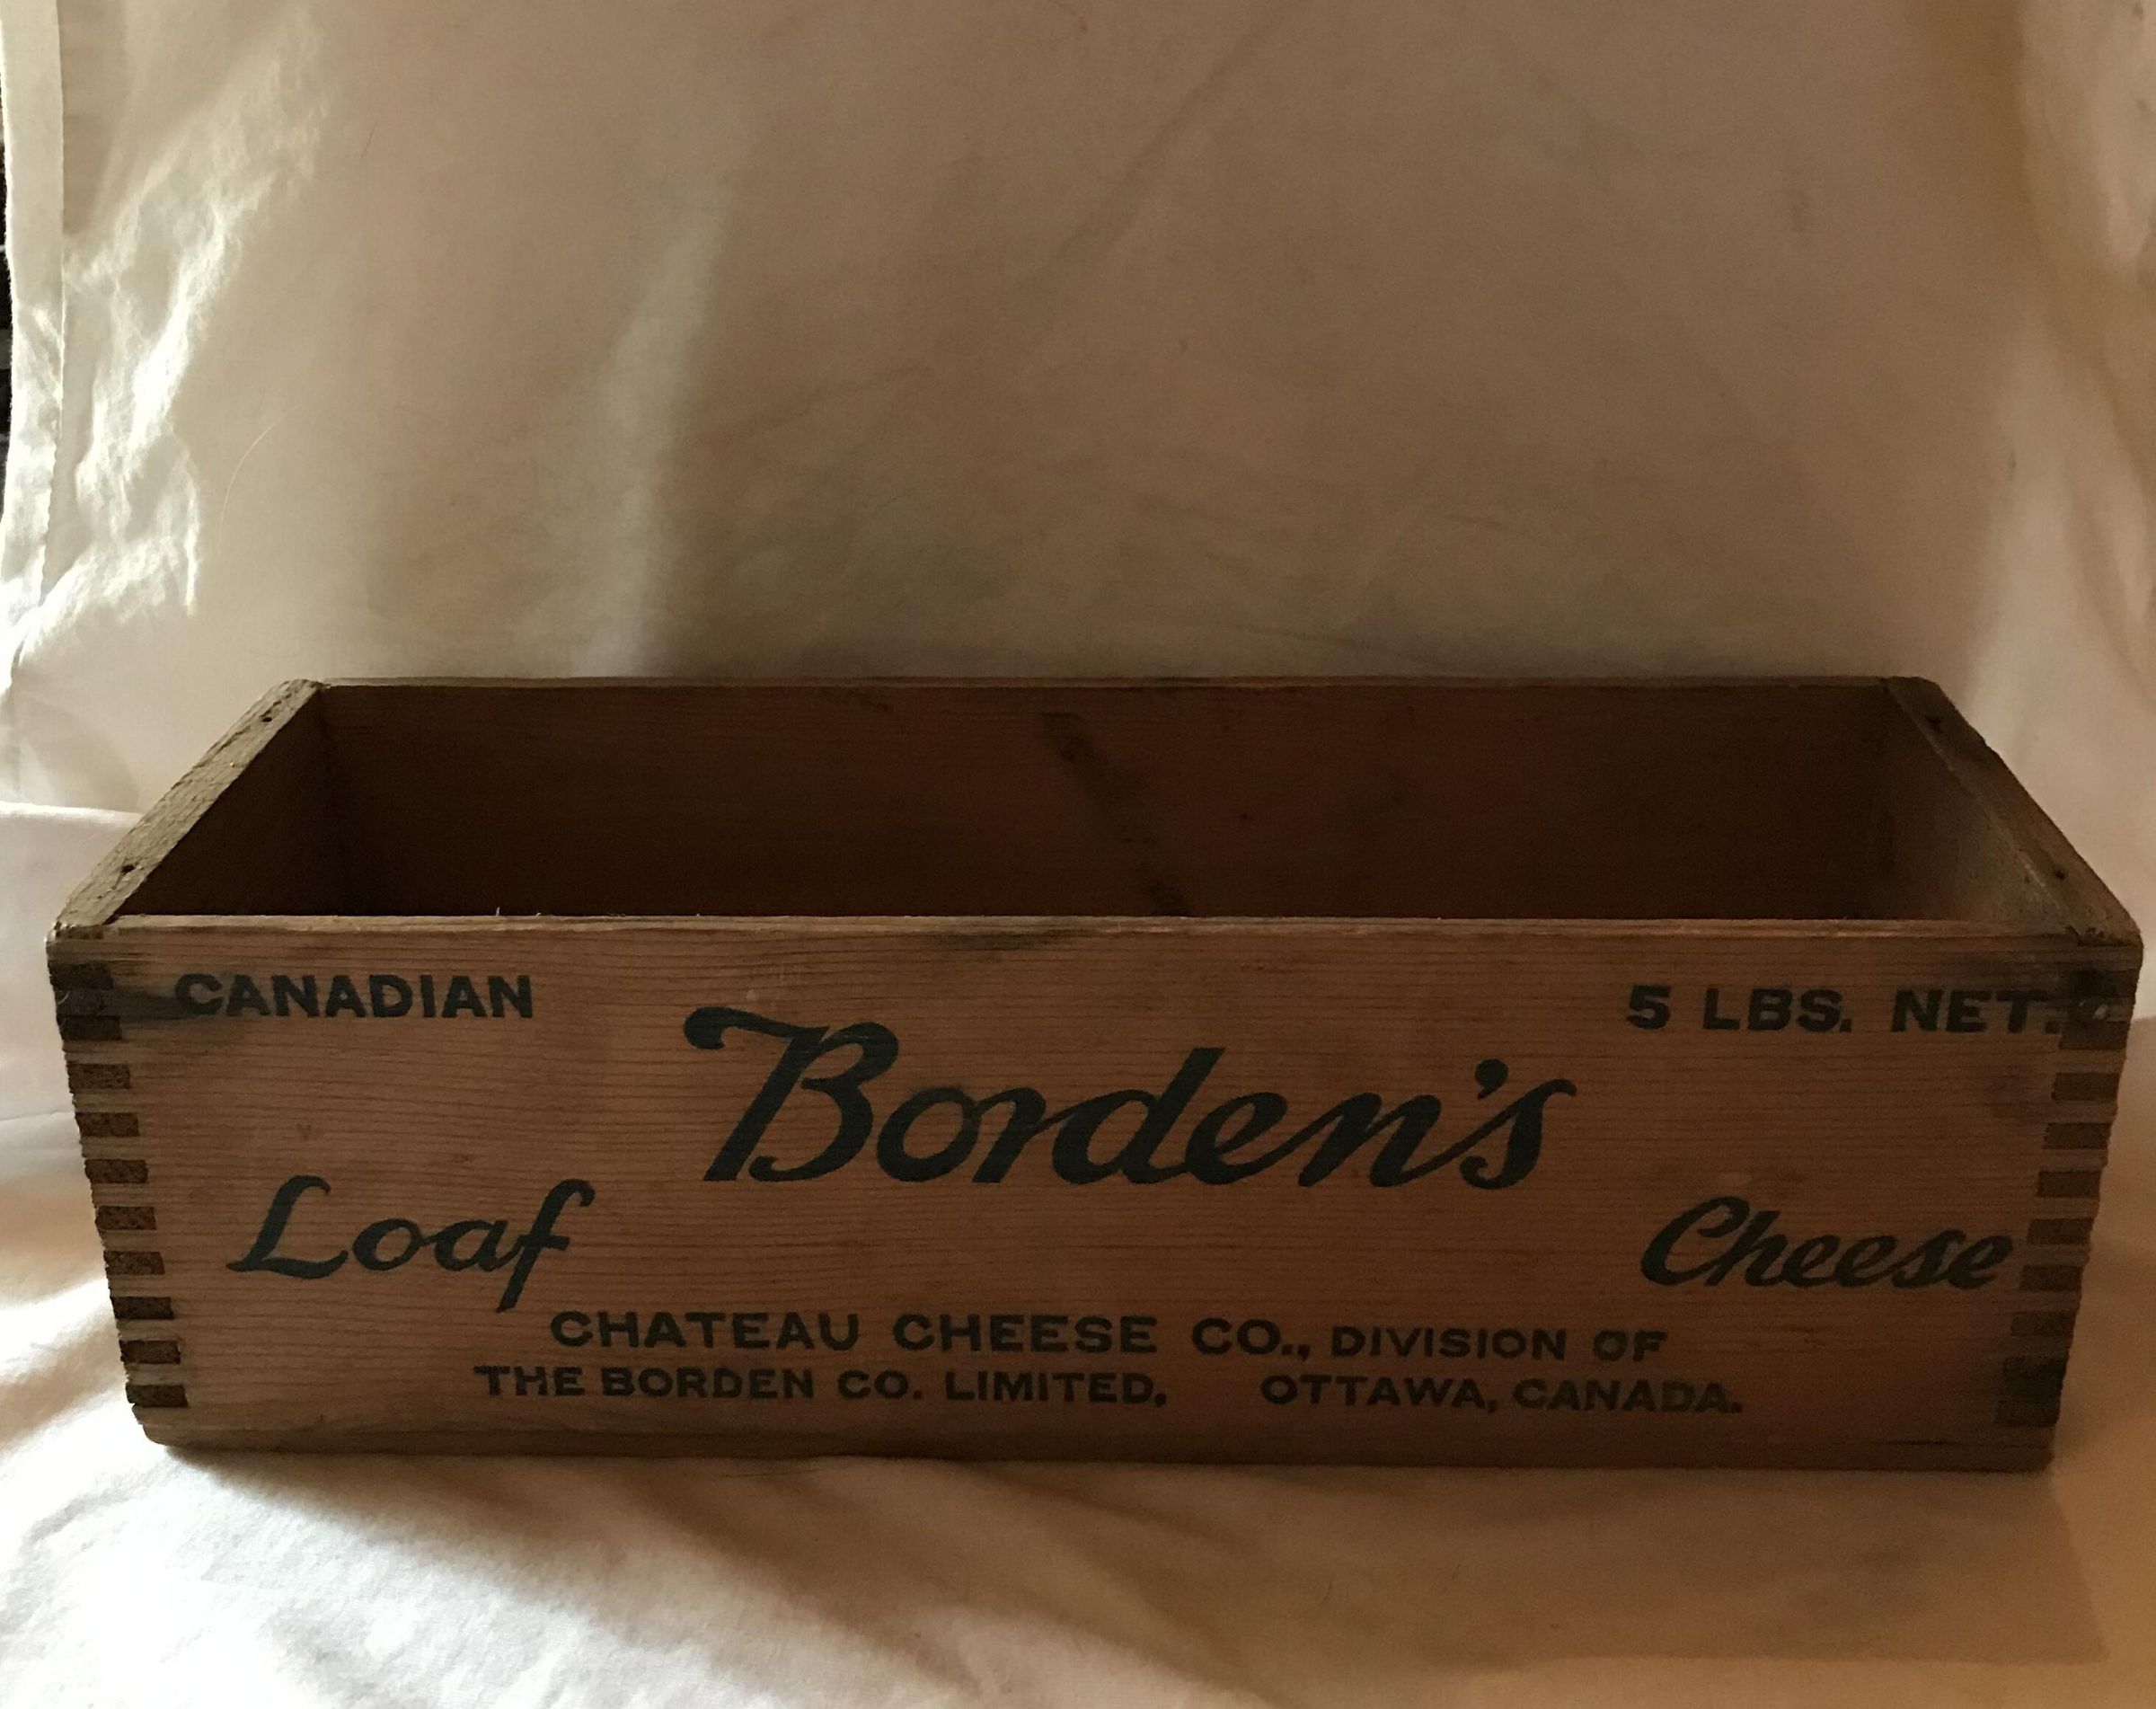 CANADIAN 5 LBS. NET.
Borden's
Loaf Cheese
CHATEAU CHEESE CO., DIVISION OF
THE BORDEN CO. LIMITED, OTTAWA, CANADA.